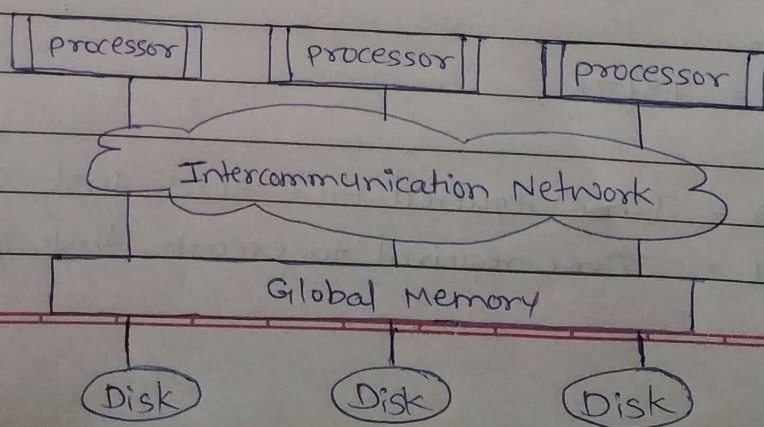 processor processor processor
Intercommunication Network
Global Memory
Disk Disk Disk